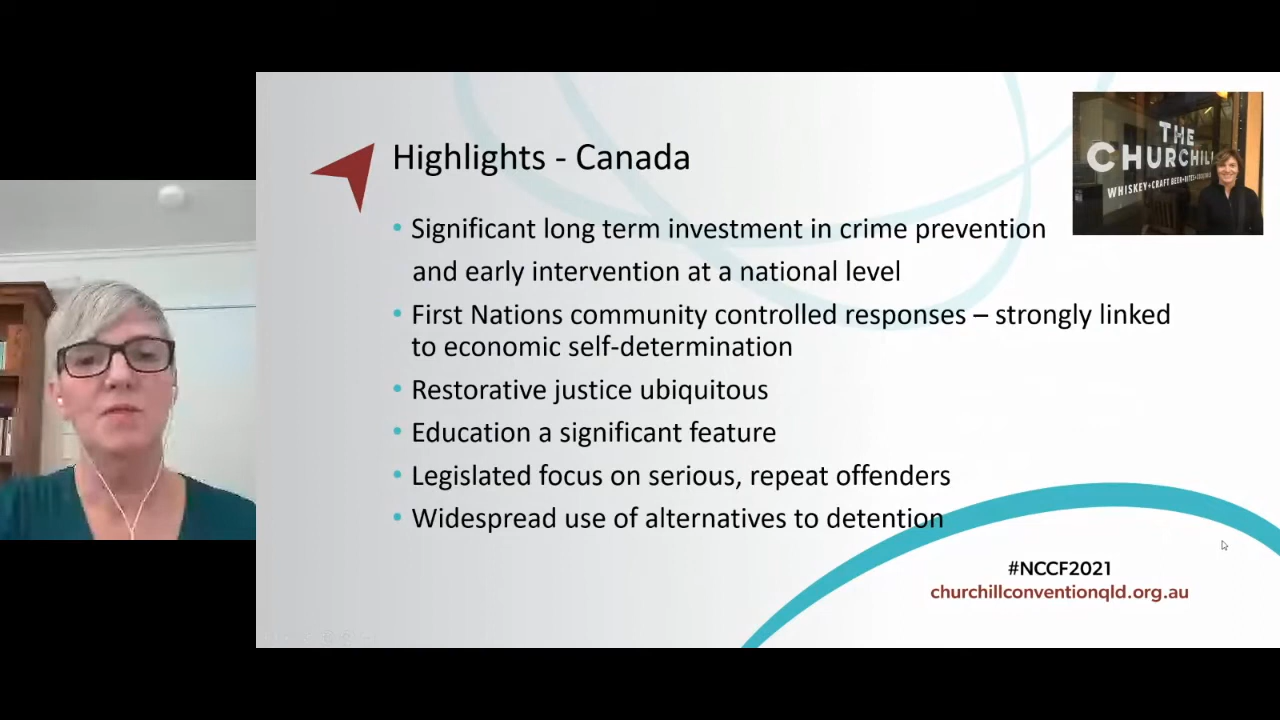 Highlights - Canada
THE
CHURCHILL
• Significant long term investment in crime prevention
and early intervention at a national level
• First Nations community controlled responses – strongly linked
to economic self-determination
• Restorative justice ubiquitous
• Education a significant feature
• Legislated focus on serious, repeat offenders
• Widespread use of alternatives to detention
#NCCF2021
churchillconventionqld.org.au